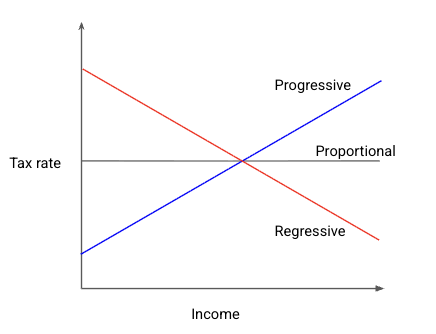 Progressive
Proportional
Tax rate
Regressive
Income